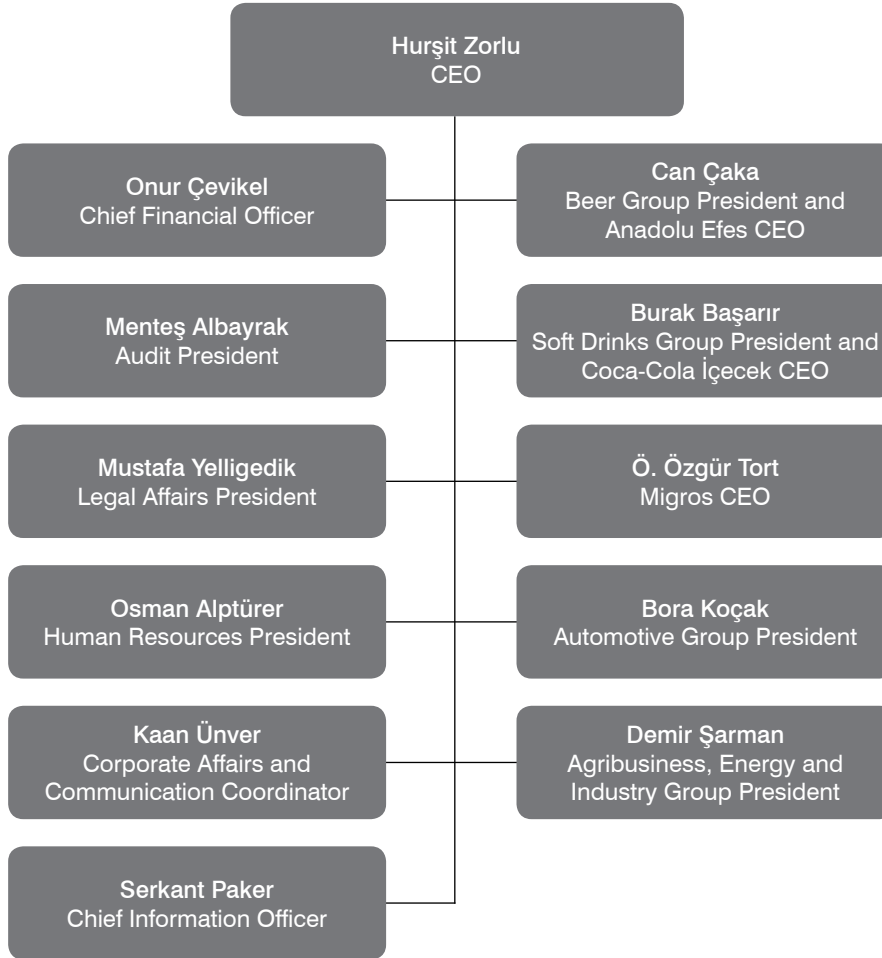 Hurşit Zorlu
CEO
Onur Çevikel
Chief Financial Officer
Can Çaka
Beer Group President and
Anadolu Efes CEO
Menteş Albayrak
Audit President
Burak Başarır
Soft Drinks Group President and
Coca-Cola İçecek CEO
Mustafa Yelligedik
Legal Affairs President
Ö. Özgür Tort
Migros CEO
Osman Alptürer
Human Resources President
Bora Koçak
Automotive Group President
Kaan Ünver
Corporate Affairs and
Communication Coordinator
Demir Şarman
Agribusiness, Energy and
Industry Group President
Serkant Paker
Chief Information Officer